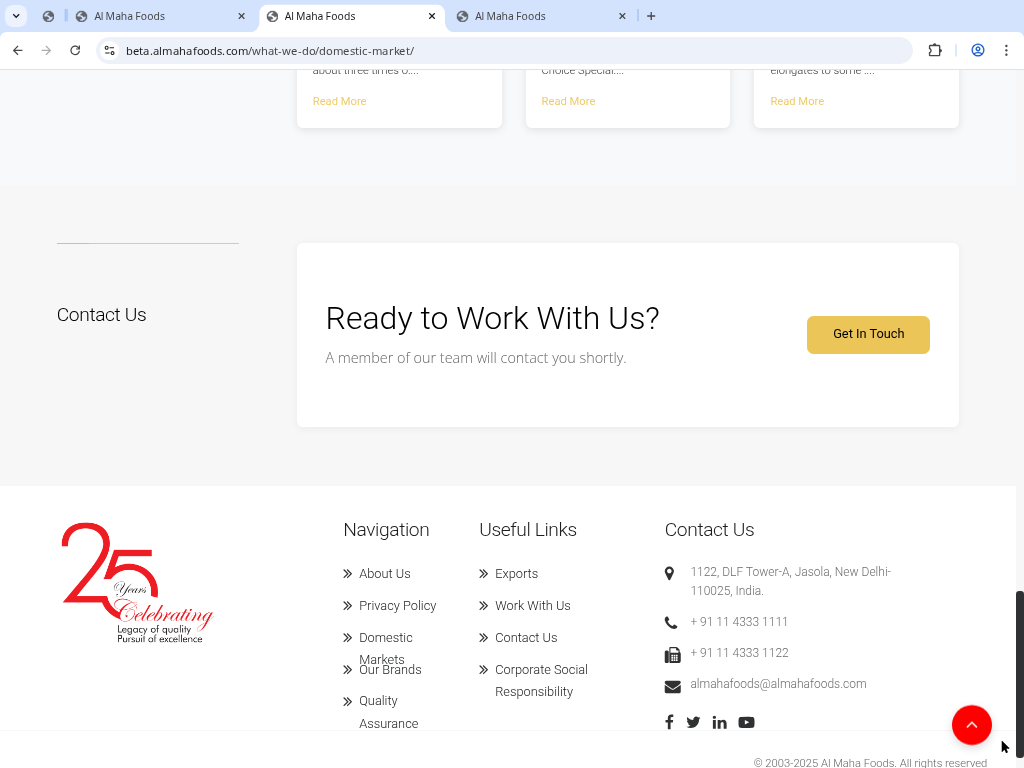 Al Maha Foods
Al Maha Foods
Al Maha Foods
beta.almahafoods.com/what-we-do/domestic-market/
about three times o....
Choice Special....
elongates to some ....
Read More
Read More
Read More
Contact Us
Ready to Work With Us?
A member of our team will contact you shortly.
Get In Touch
25
Years
Celebrating
Legacy of quality
Pursuit of excellence
Navigation
About Us
Privacy Policy
Domestic
Markets
Our Brands
Quality
Assurance
Useful Links
Exports
Work With Us
Contact Us
Corporate Social
Responsibility
Contact Us
1122, DLF Tower-A, Jasola, New Delhi-
110025, India.
+ 91 11 4333 1111
+ 91 11 4333 1122
almahafoods@almahafoods.com
© 2003-2025 Al Maha Foods. All rights reserved